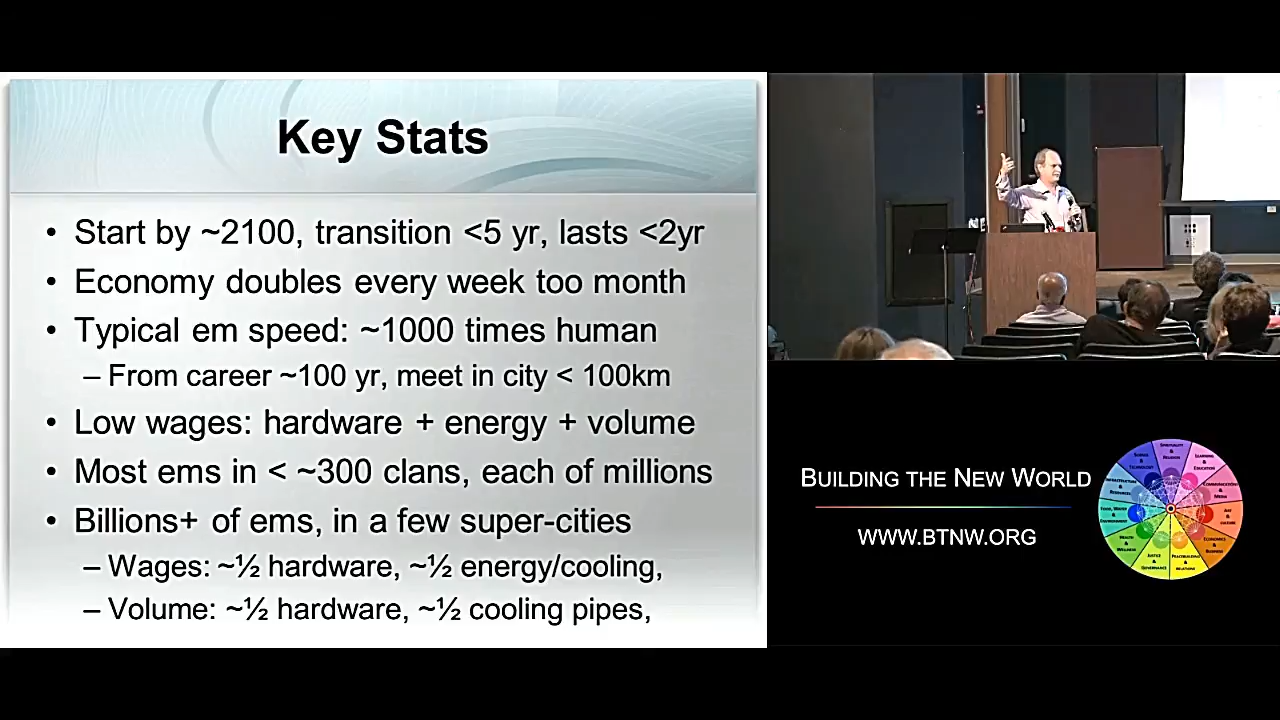 Key Stats
• Start by ~2100, transition <5 yr, lasts <2yr
• Economy doubles every week too month
• Typical em speed: ~1000 times human
– From career ~100 yr, meet in city < 100km
• Low wages: hardware + energy + volume
• Most ems in < ~300 clans, each of millions
• Billions+ of ems, in a few super-cities
– Wages: ~½ hardware, ~½ energy/cooling,
– Volume: ~½ hardware, ~½ cooling pipes,
BUILDING THE NEW WORLD
WWW.BTNW.ORG